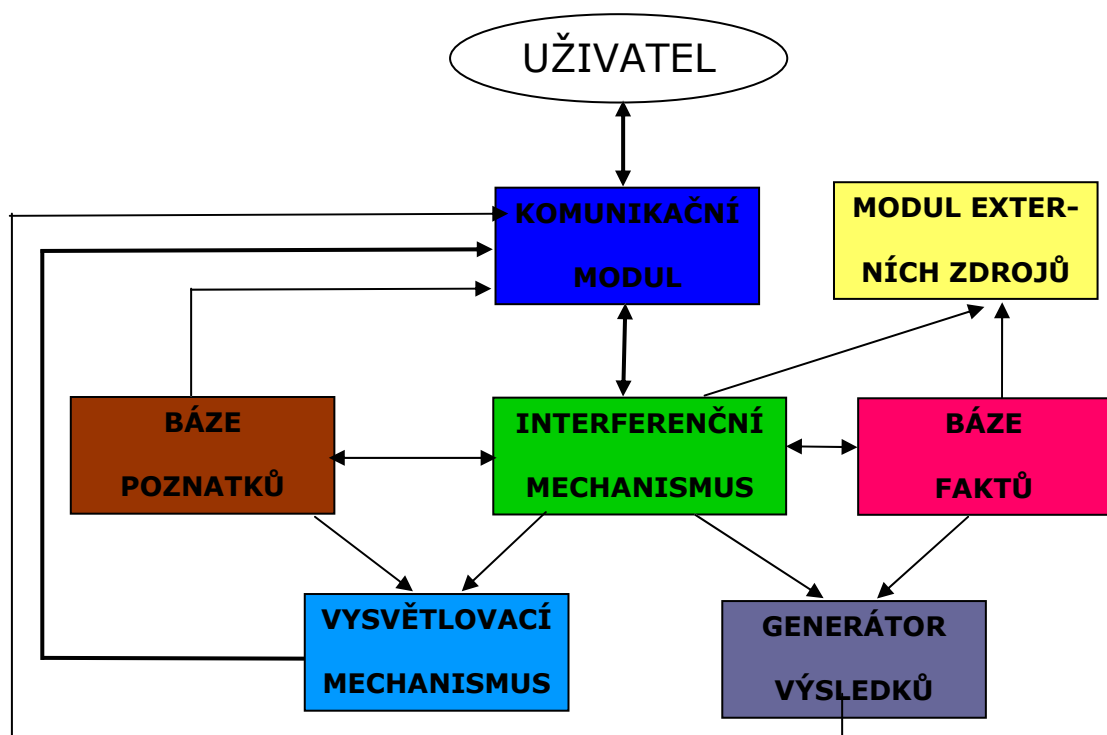 UŽIVATEL
KOMUNIKAČNÍ
MODUL
MODUL EXTER-
NÍCH ZDROJŮ
BÁZE
POZNATKŮ
INTERFERENČNÍ
MECHANISMUS
BÁZE
FAKTŮ
VYSVĚTLOVACÍ
MECHANISMUS
GENERÁTOR
VÝSLEDKŮ